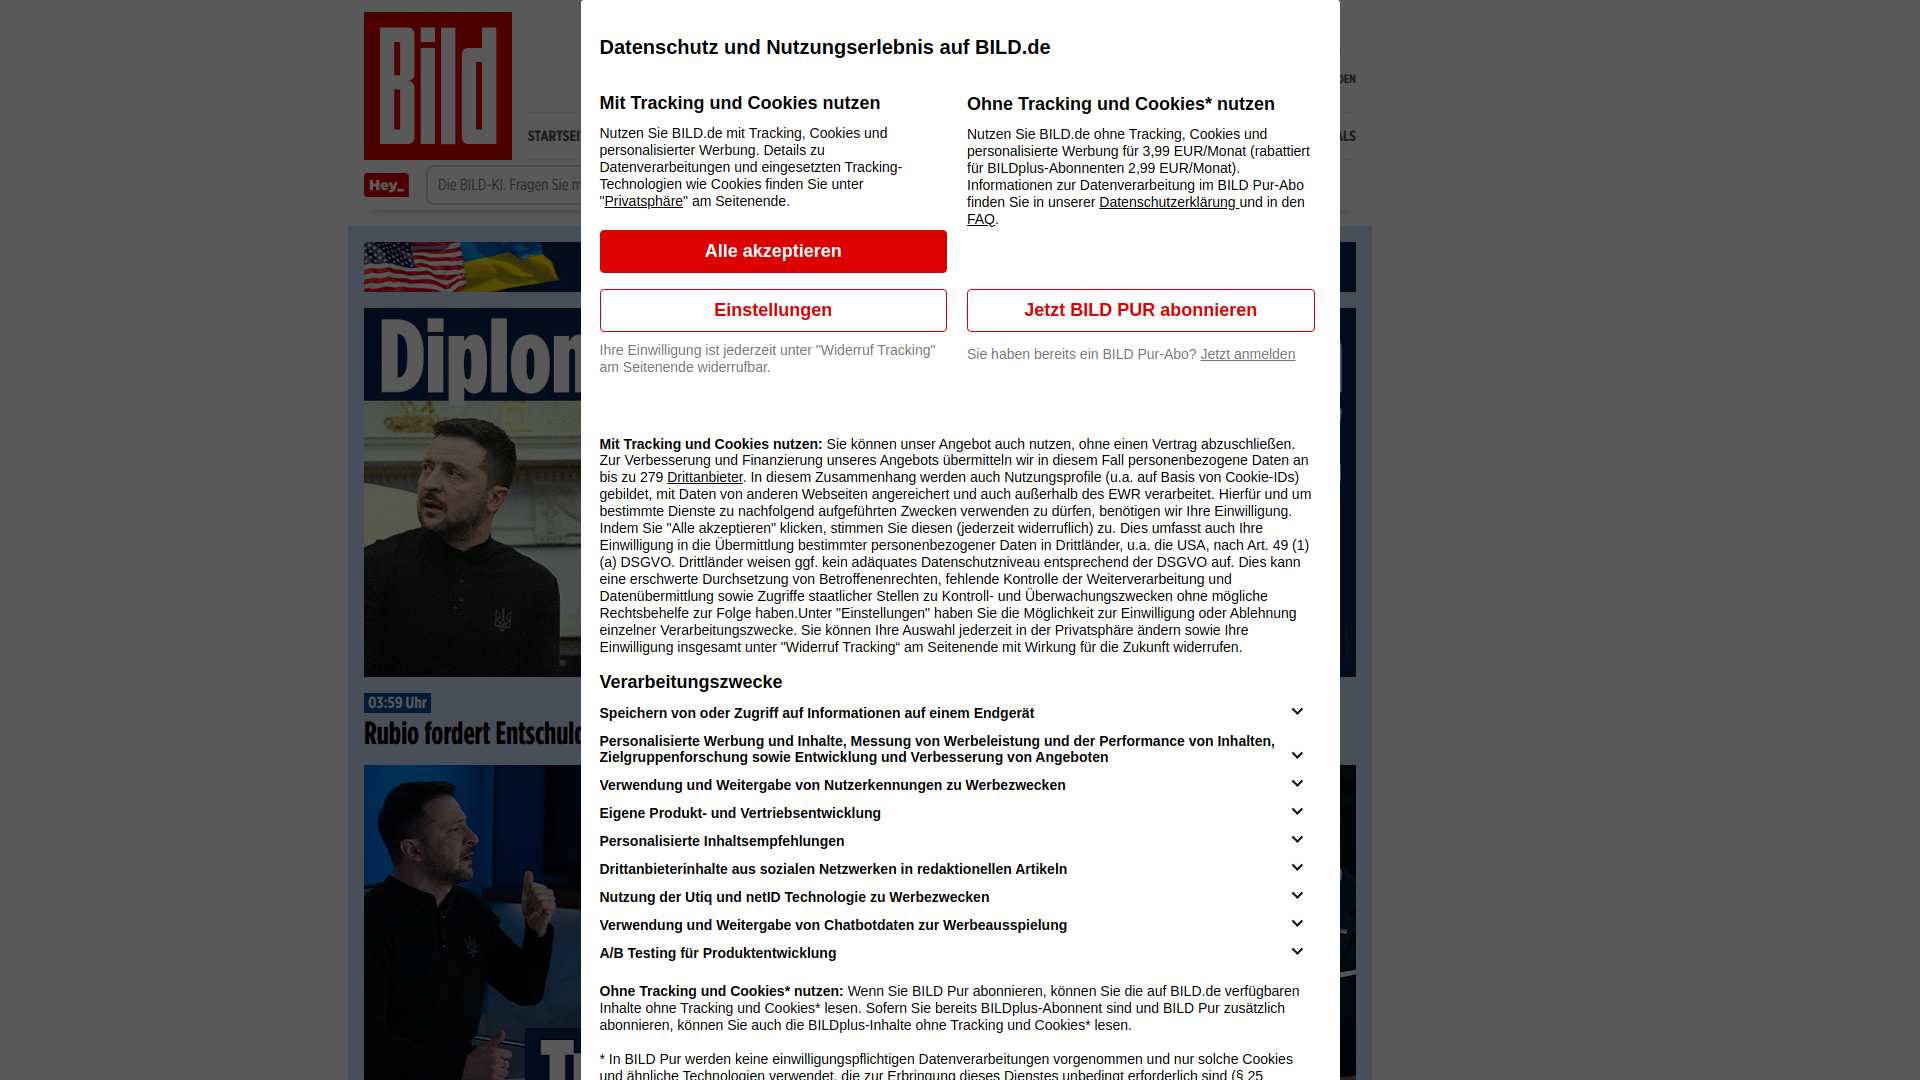 Bild
STARTSEI
Hey_
Die BILD-KI. Fragen Sie m
Diplon
03:59 Uhr
Rubio fordert Entschuld
DEN
ALS
Datenschutz und Nutzungserlebnis auf BILD.de
Mit Tracking und Cookies nutzen
Nutzen Sie BILD.de mit Tracking, Cookies und
personalisierter Werbung. Details zu
Datenverarbeitungen und eingesetzten Tracking-
Technologien wie Cookies finden Sie unter
"Privatsphäre" am Seitenende.
Alle akzeptieren
Einstellungen
Ihre Einwilligung ist jederzeit unter "Widerruf Tracking"
am Seitenende widerrufbar.
Ohne Tracking und Cookies* nutzen
Nutzen Sie BILD.de ohne Tracking, Cookies und
personalisierte Werbung für 3,99 EUR/Monat (rabattiert
für BILDplus-Abonnenten 2,99 EUR/Monat).
Informationen zur Datenverarbeitung im BILD Pur-Abo
finden Sie in unserer Datenschutzerklärung und in den
FAQ.
Jetzt BILD PUR abonnieren
Sie haben bereits ein BILD Pur-Abo? Jetzt anmelden
Mit Tracking und Cookies nutzen: Sie können unser Angebot auch nutzen, ohne einen Vertrag abzuschließen.
Zur Verbesserung und Finanzierung unseres Angebots übermitteln wir in diesem Fall personenbezogene Daten an
bis zu 279 Drittanbieter. In diesem Zusammenhang werden auch Nutzungsprofile (u.a. auf Basis von Cookie-IDs)
gebildet, mit Daten von anderen Webseiten angereichert und auch außerhalb des EWR verarbeitet. Hierfür und um
bestimmte Dienste zu nachfolgend aufgeführten Zwecken verwenden zu dürfen, benötigen wir Ihre Einwilligung.
Indem Sie "Alle akzeptieren" klicken, stimmen Sie diesen (jederzeit widerruflich) zu. Dies umfasst auch Ihre
Einwilligung in die Übermittlung bestimmter personenbezogener Daten in Drittländer, u.a. die USA, nach Art. 49 (1)
(a) DSGVO. Drittländer weisen ggf. kein adäquates Datenschutzniveau entsprechend der DSGVO auf. Dies kann
eine erschwerte Durchsetzung von Betroffenenrechten, fehlende Kontrolle der Weiterverarbeitung und
Datenübermittlung sowie Zugriffe staatlicher Stellen zu Kontroll- und Überwachungszwecken ohne mögliche
Rechtsbehelfe zur Folge haben.Unter "Einstellungen" haben Sie die Möglichkeit zur Einwilligung oder Ablehnung
einzelner Verarbeitungszwecke. Sie können Ihre Auswahl jederzeit in der Privatsphäre ändern sowie Ihre
Einwilligung insgesamt unter "Widerruf Tracking“ am Seitenende mit Wirkung für die Zukunft widerrufen.
Verarbeitungszwecke
Speichern von oder Zugriff auf Informationen auf einem Endgerät
Personalisierte Werbung und Inhalte, Messung von Werbeleistung und der Performance von Inhalten,
Zielgruppenforschung sowie Entwicklung und Verbesserung von Angeboten
Verwendung und Weitergabe von Nutzerkennungen zu Werbezwecken
Eigene Produkt- und Vertriebsentwicklung
Personalisierte Inhaltsempfehlungen
Drittanbieterinhalte aus sozialen Netzwerken in redaktionellen Artikeln
Nutzung der Utiq und netID Technologie zu Werbezwecken
Verwendung und Weitergabe von Chatbotdaten zur Werbeausspielung
A/B Testing für Produktentwicklung
Ohne Tracking und Cookies* nutzen: Wenn Sie BILD Pur abonnieren, können Sie die auf BILD.de verfügbaren
Inhalte ohne Tracking und Cookies* lesen. Sofern Sie bereits BILDplus-Abonnent sind und BILD Pur zusätzlich
abonnieren, können Sie auch die BILDplus-Inhalte ohne Tracking und Cookies* lesen.
* In BILD Pur werden keine einwilligungspflichtigen Datenverarbeitungen vorgenommen und nur solche Cookies
und ähnliche Technologien verwendet, die zur Erbringung dieses Dienstes unbedingt erforderlich sind (§ 25